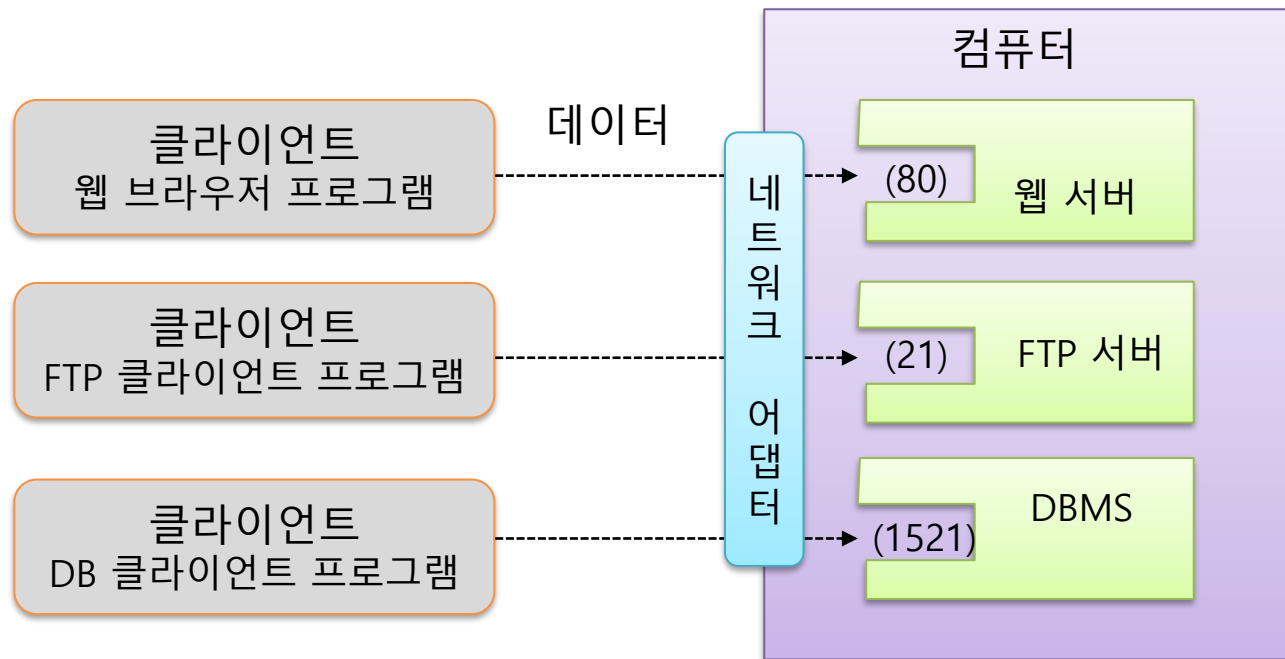 컴퓨터
데이터
클라이언트
웹 브라우저 프로그램
네트워크 어댑터
(80)
웹 서버
클라이언트
FTP 클라이언트 프로그램
(21)
FTP 서버
클라이언트
DB 클라이언트 프로그램
(1521)
DBMS